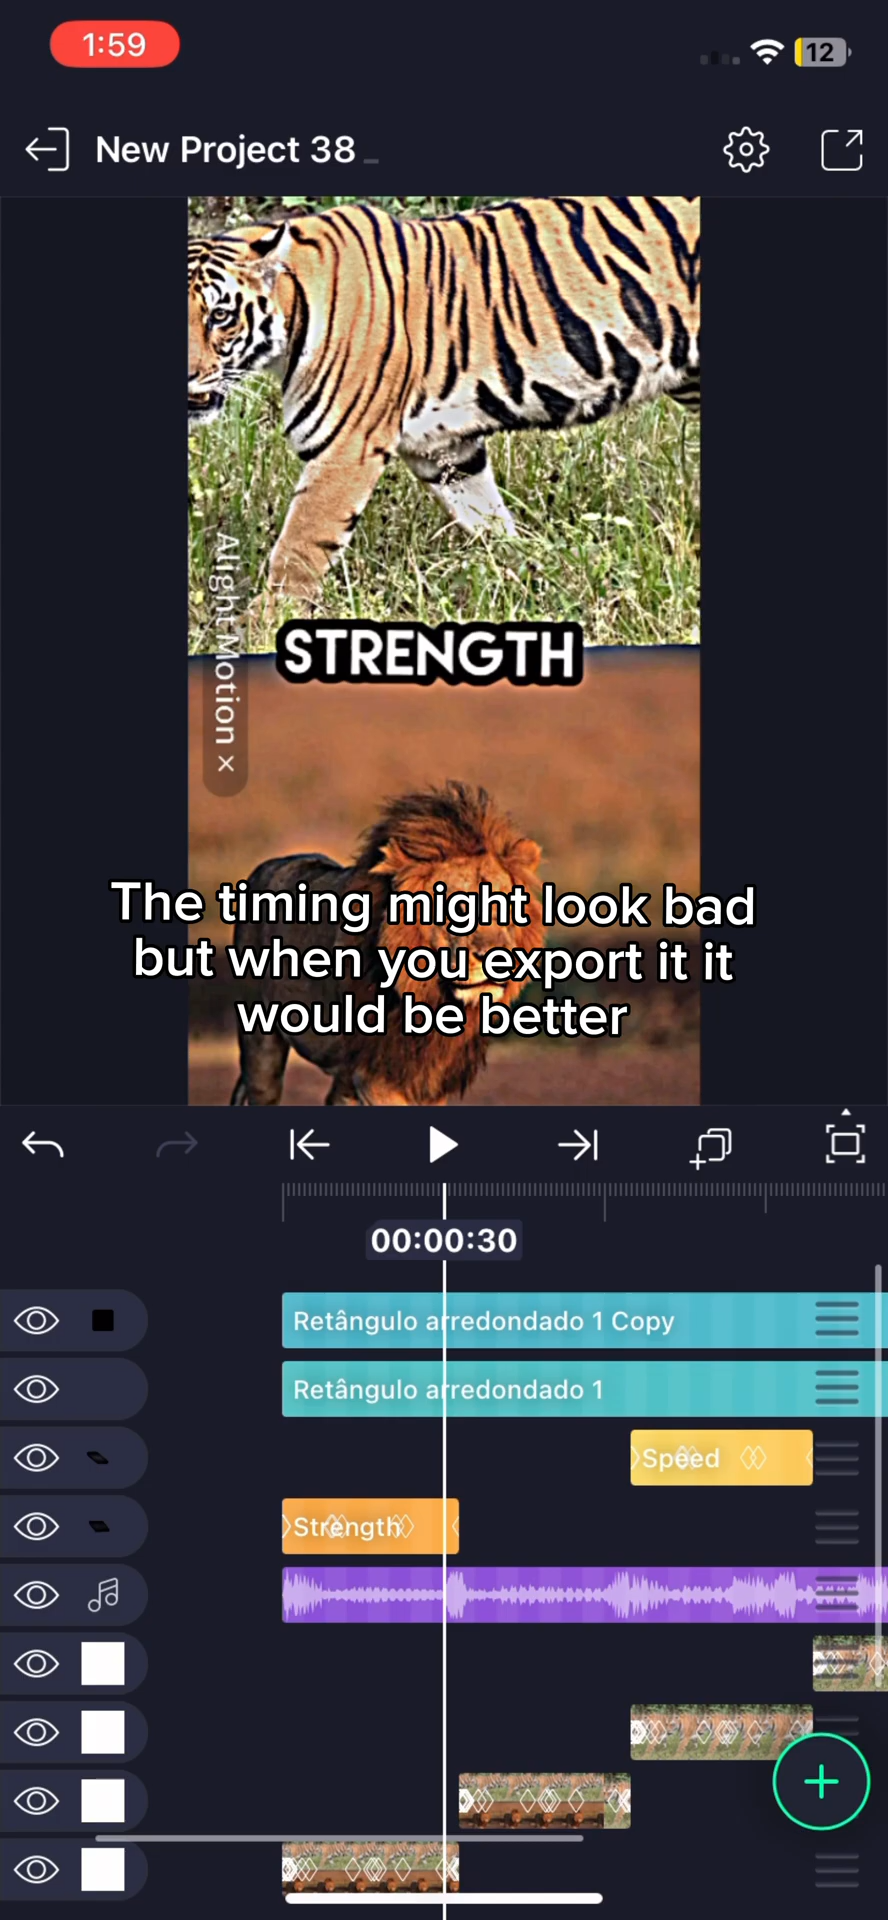 1:59
12
New Project 38
STRENGTH
Alight Motion ×
The timing might look bad
but when you export it it
would be better
00:00:30
Retângulo arredondado 1 Copy
Retângulo arredondado 1
Speed
Strength